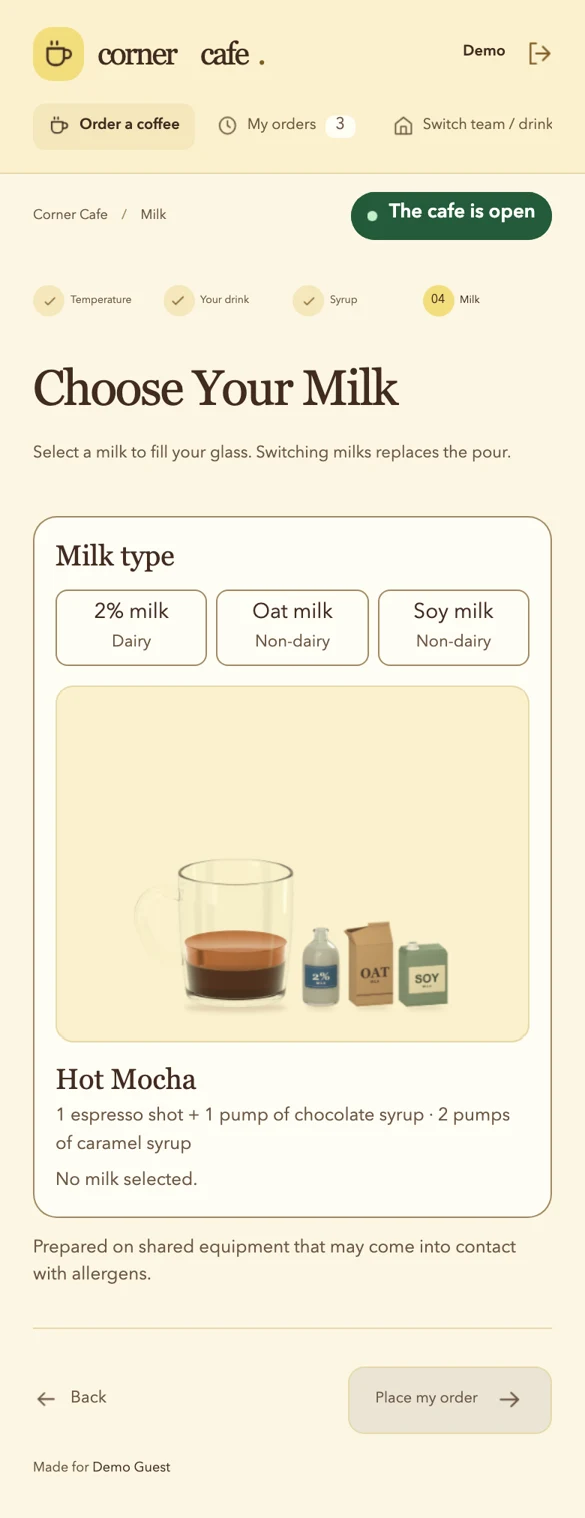 corner cafe .
Demo
Order a coffee
My orders 3
Switch team / drink
Corner Cafe / Milk
The cafe is open
Temperature
Your drink
Syrup
04 Milk
Choose Your Milk
Select a milk to fill your glass. Switching milks replaces the pour.
Milk type
2% milk
Dairy
Oat milk
Non-dairy
Soy milk
Non-dairy
2%
MILK
OAT
MILK
SOY
MILK
Hot Mocha
1 espresso shot + 1 pump of chocolate syrup · 2 pumps
of caramel syrup
No milk selected.
Prepared on shared equipment that may come into contact
with allergens.
Back
Place my order
Made for Demo Guest